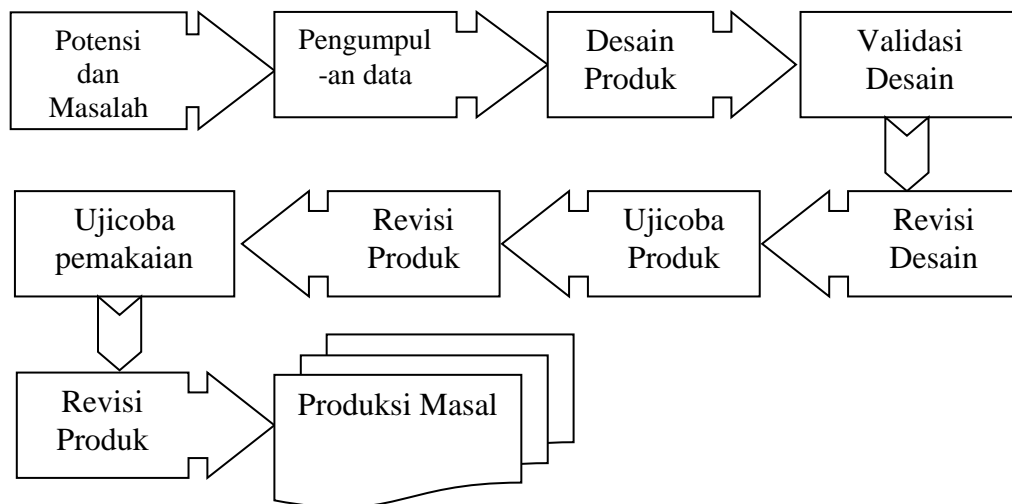 Potensi
dan
Masalah
Pengumpul
-an data
Desain
Produk
Validasi
Desain
Revisi
Desain
Ujicoba
Produk
Revisi
Produk
Ujicoba
pemakaian
Revisi
Produk
Produksi Masal